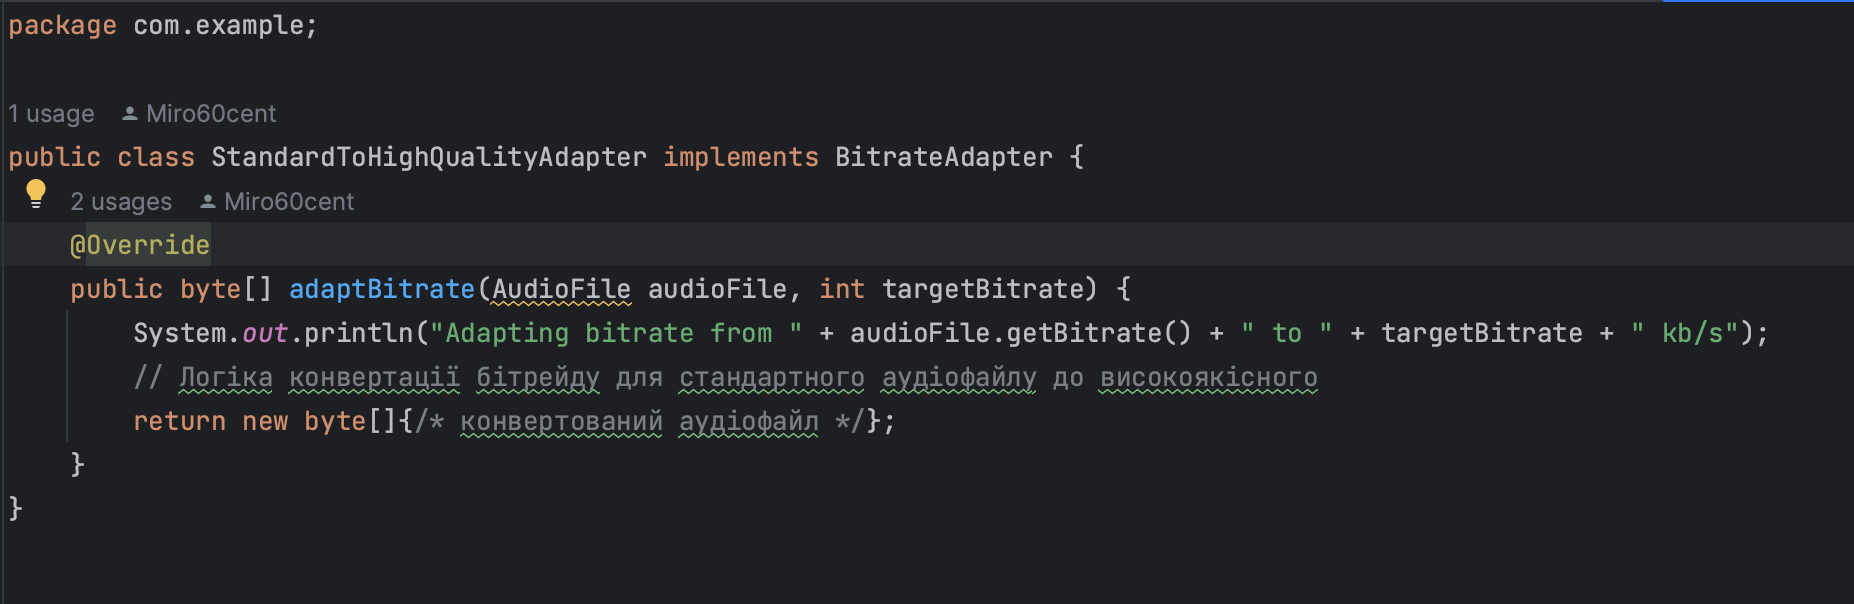 package com.example;
1 usage Miro60cent
public class StandardToHighQualityAdapter implements BitrateAdapter {
2 usages Miro60cent
@Override
public byte[] adaptBitrate(AudioFile audioFile, int targetBitrate) {
System.out.println("Adapting bitrate from " + audioFile.getBitrate() + " to " + targetBitrate + " kb/s");
// Логіка конвертації бітрейду для стандартного аудіофайлу до високоякісного
return new byte[]{/* конвертований аудіофайл */};
}
}